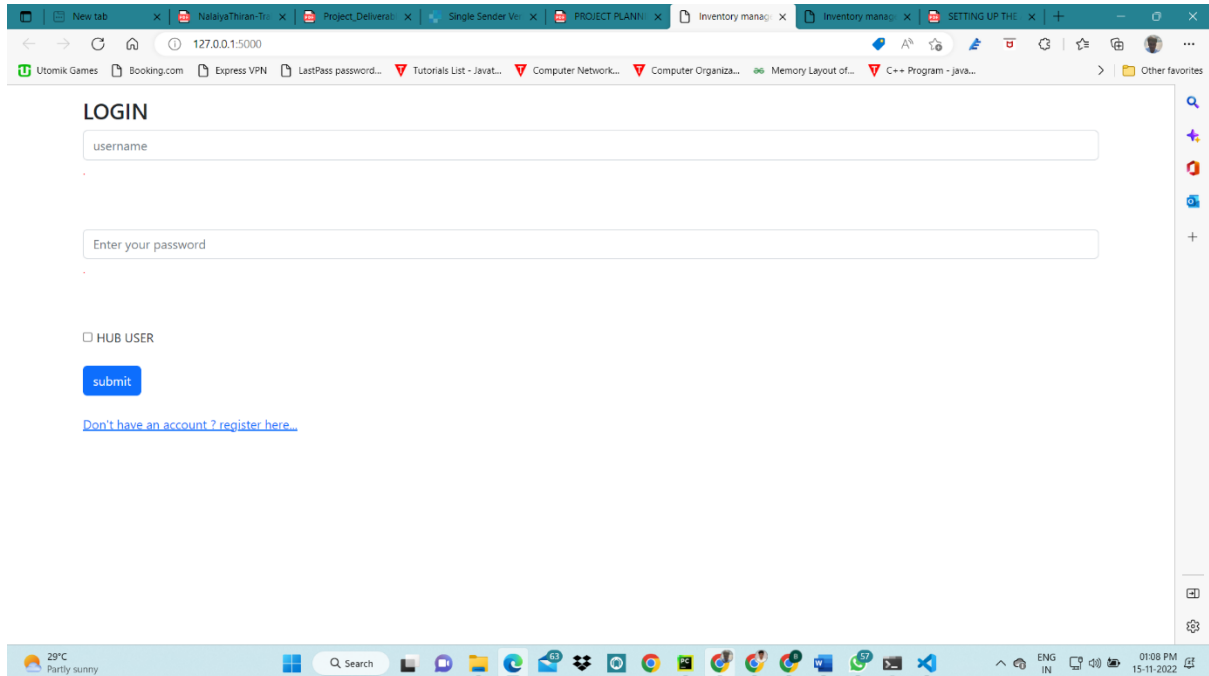 New tab NalaiyaThiran-Tra Project_Deliverab Single Sender Ver PROJECT PLANNI Inventory manag Inventory manag SETTING UP THE
127.0.0.1:5000
Utomik Games Booking.com Express VPN LastPass password... Tutorials List - Javat... Computer Network... Computer Organiza... Memory Layout of... C++ Program - java... Other favorites
LOGIN
username
.
Enter your password
.
HUB USER
submit
Don't have an account ? register here...
29°C
Partly sunny
Search
63
57
ENG
IN
01:08 PM
15-11-2022